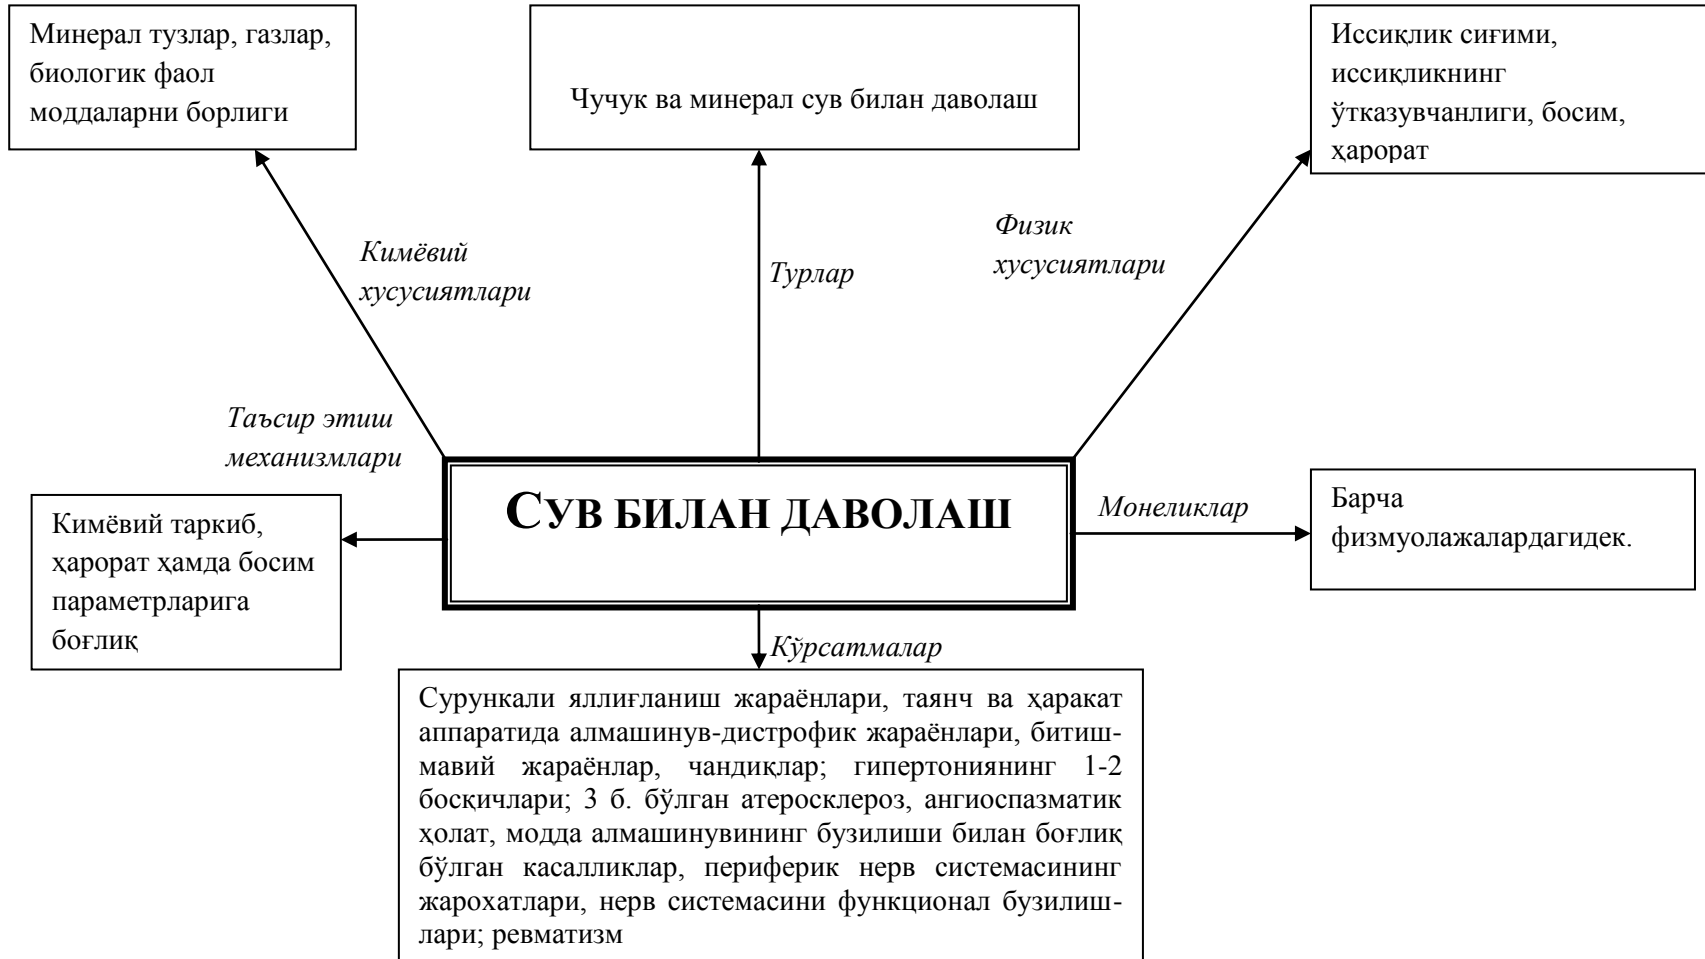 Минерал тузлар, газлар,
биологик фаол
моддаларни борлиги
Чучук ва минерал сув билан даволаш
Иссиқлик сиғими,
иссиқликнинг
ўтказувчанлиги, босим,
ҳарорат
Кимёвий
хусусиятлари
Турлар
Физик
хусусиятлари
Таъсир этиш
механизмлари
СУВ БИЛАН ДАВОЛАШ
Монеликлар
Барча
физмуолажалардагидек.
Кимёвий таркиб,
ҳарорат ҳамда босим
параметрларига
боғлиқ
Кўрсатмалар
Сурункали яллиғланиш жараёнлари, таянч ва ҳаракат
аппаратида алмашинув-дистрофик жараёнлари, битиш-
мавий жараёнлар, чандиқлар; гипертониянинг 1-2
босқичлари; 3 б. бўлган атеросклероз, ангиоспазматик
ҳолат, модда алмашинувининг бузилиши билан боғлиқ
бўлган касалликлар, периферик нерв системасининг
жарохатлари, нерв системасини функционал бузилиш-
лари; ревматизм